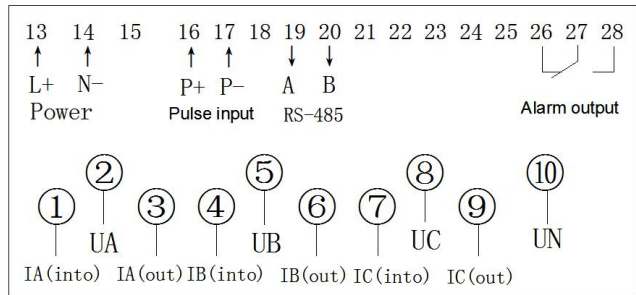 13 14 15 16 17 18 19 20 21 22 23 24 25 26 27 28
L+ N- P+ P- A B
Power Pulse input RS-485 Alarm output
② ⑤ ⑧ ⑩
① ③ ④ ⑥ ⑦ ⑨
UA UB UC UN
IA(into) IA(out) IB(into) IB(out) IC(into) IC(out)